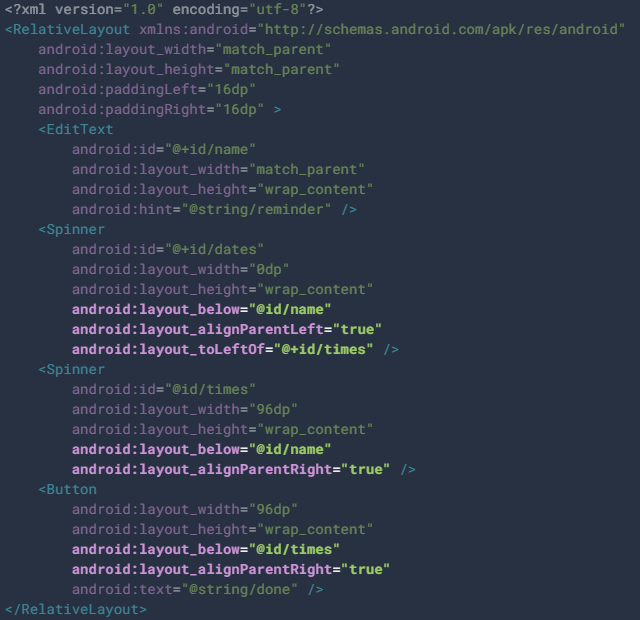 <?xml version="1.0" encoding="utf-8"?>
<RelativeLayout xmlns:android="http://schemas.android.com/apk/res/android"
    android:layout_width="match_parent"
    android:layout_height="match_parent"
    android:paddingLeft="16dp"
    android:paddingRight="16dp" >
    <EditText
        android:id="@+id/name"
        android:layout_width="match_parent"
        android:layout_height="wrap_content"
        android:hint="@string/reminder" />
    <Spinner
        android:id="@+id/dates"
        android:layout_width="0dp"
        android:layout_height="wrap_content"
        android:layout_below="@id/name"
        android:layout_alignParentLeft="true"
        android:layout_toLeftOf="@+id/times" />
    <Spinner
        android:id="@id/times"
        android:layout_width="96dp"
        android:layout_height="wrap_content"
        android:layout_below="@id/name"
        android:layout_alignParentRight="true" />
    <Button
        android:layout_width="96dp"
        android:layout_height="wrap_content"
        android:layout_below="@id/times"
        android:layout_alignParentRight="true"
        android:text="@string/done" />
</RelativeLayout>